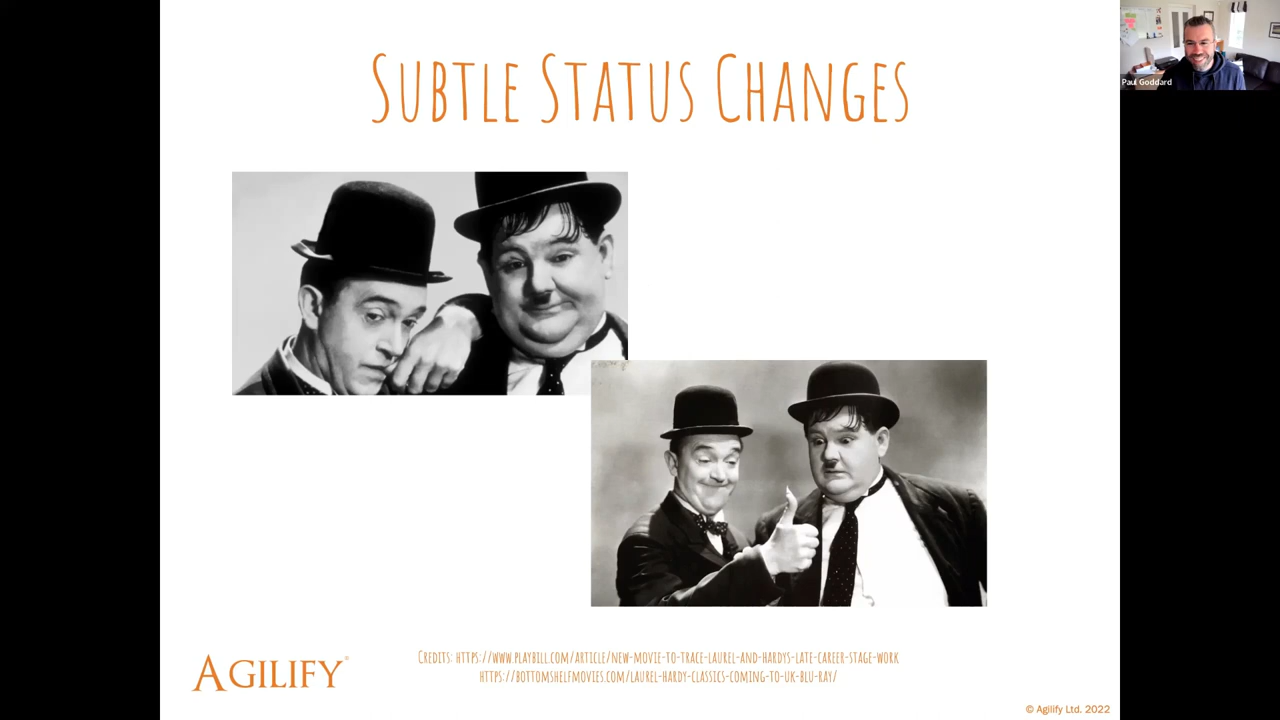 SUBTLE STATUS CHANGES
Paul Goddard
AGILIFY®
CREDITS: HTTPS://WWW.PLAYBILL.COM/ARTICLE/NEW-MOVIE-TO-TRACE-LAUREL-AND-HARDYS-LATE-CAREER-STAGE-WORK
HTTPS://BOTTOMSHELFMOVIES.COM/LAUREL-HARDY-CLASSICS-COMING-TO-UK-BLU-RAY/
© Agilify Ltd. 2022